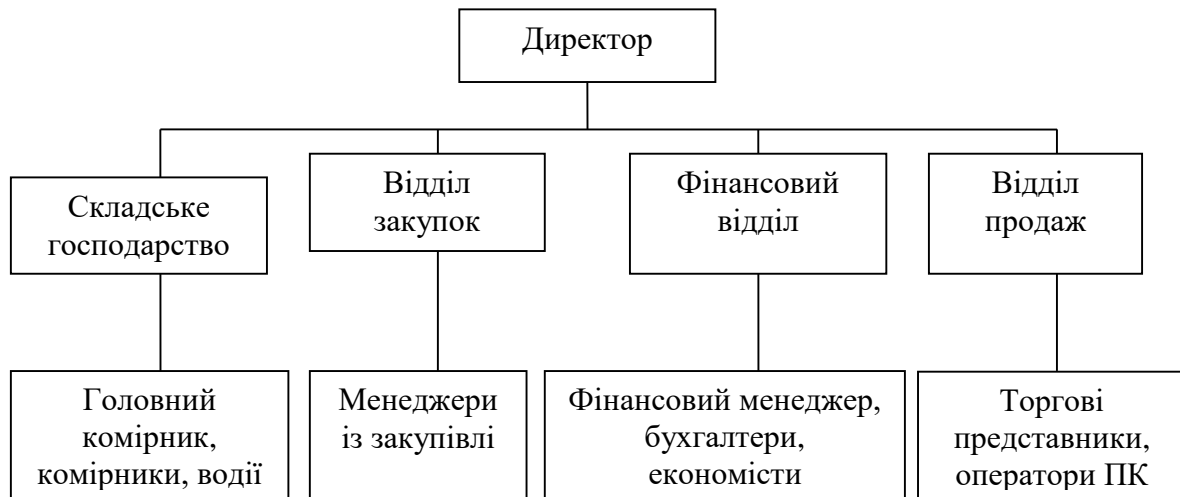 Директор
Складське
господарство
Відділ
закупок
Фінансовий
відділ
Відділ
продаж
Головний
комірник,
комірники, водії
Менеджери
із закупівлі
Фінансовий менеджер,
бухгалтери,
економісти
Торгові
представники,
оператори ПК